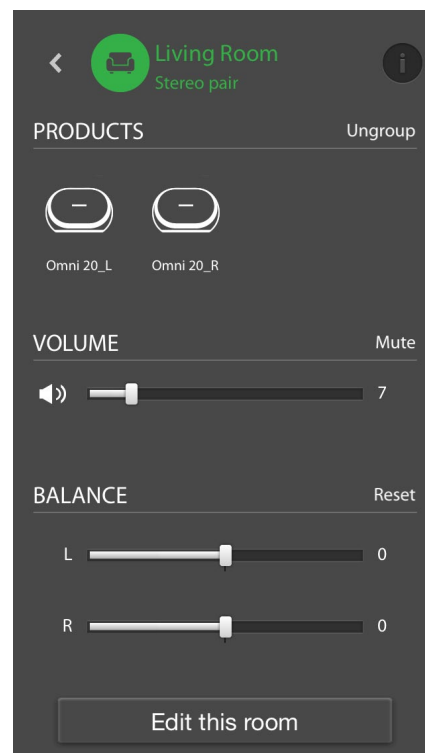 Living Room
Stereo pair
PRODUCTS Ungroup
Omni 20_L Omni 20_R
VOLUME Mute
7
BALANCE Reset
L 0
R 0
Edit this room